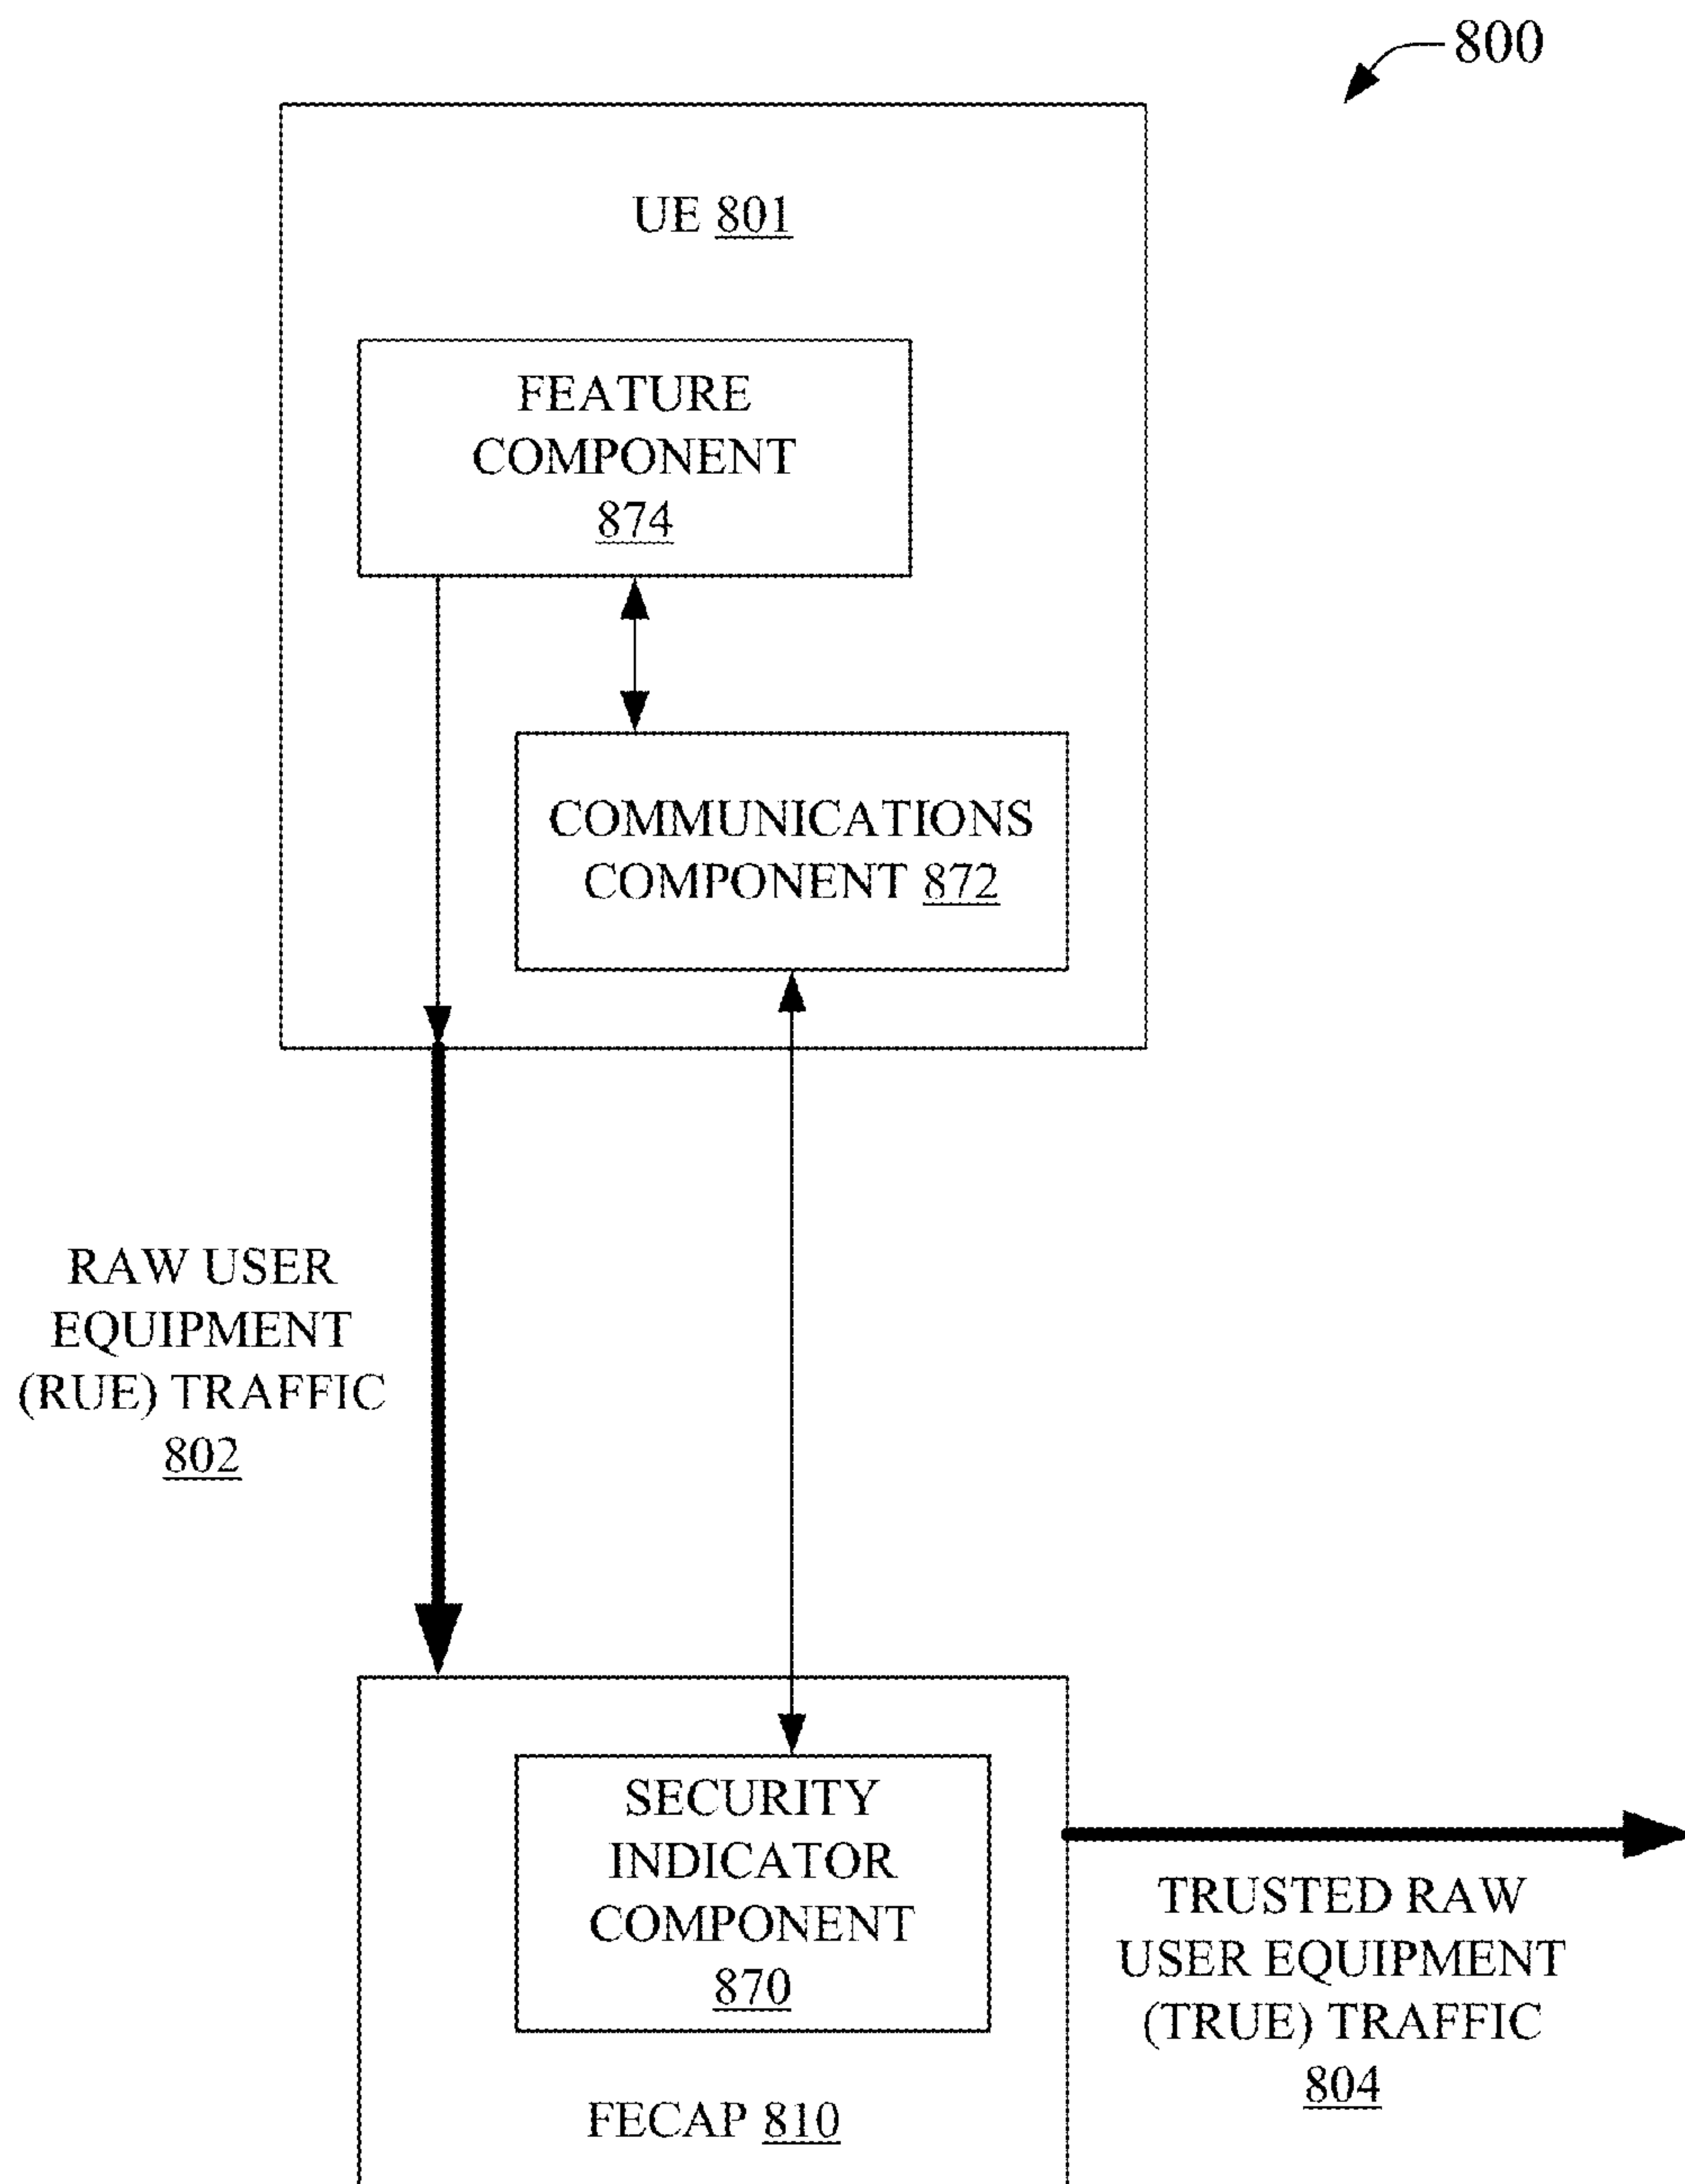 800
UE 801
FEATURE
COMPONENT
874
COMMUNICATIONS
COMPONENT 872
RAW USER
EQUIPMENT
(RUE) TRAFFIC
802
SECURITY
INDICATOR
COMPONENT
870
TRUSTED RAW
USER EQUIPMENT
(TRUE) TRAFFIC
804
FECAP 810